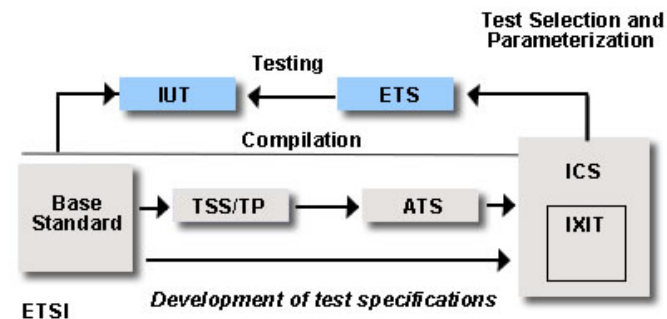 Test Selection and
Parameterization
Testing
IUT
ETS
Compilation
ICS
Base
Standard
TSS/TP
ATS
IXIT
Development of test specifications
ETSI